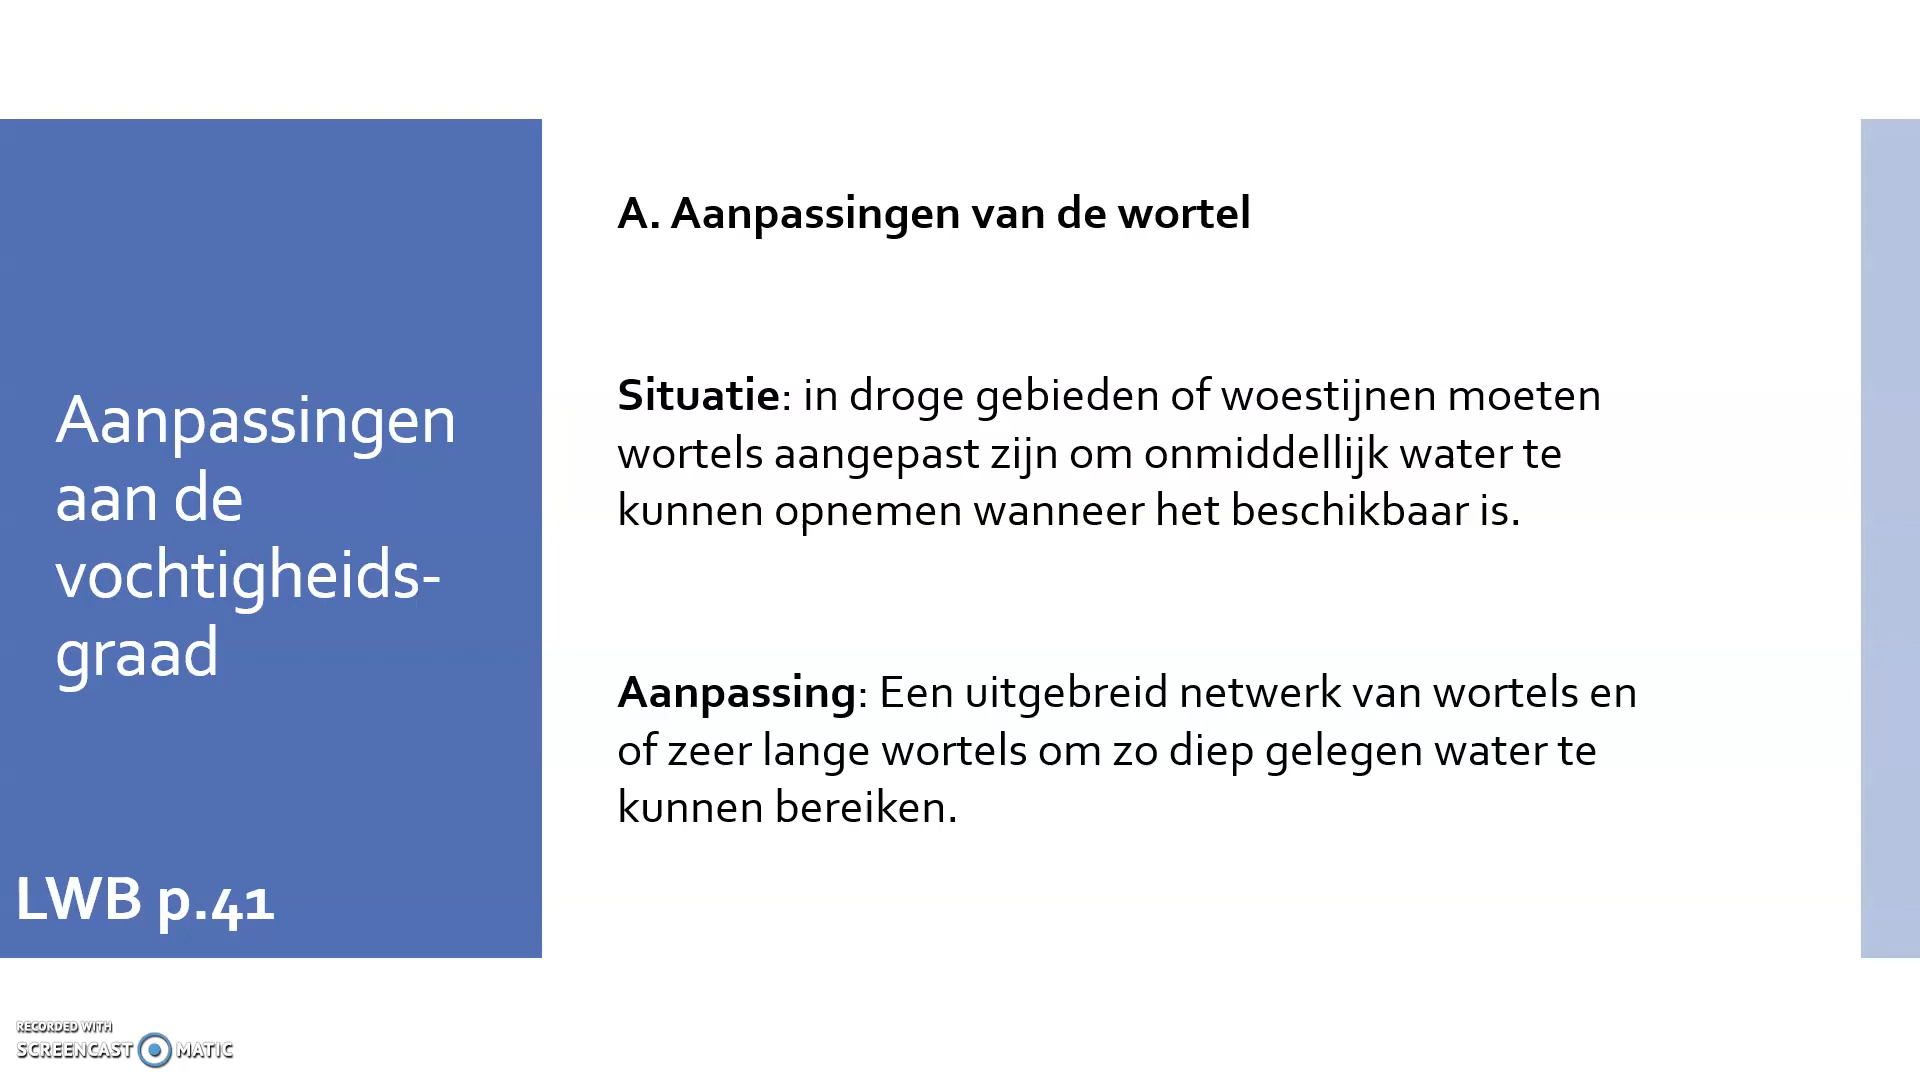 Aanpassingen
aan de
vochtigheids-
graad
LWB p.41
A. Aanpassingen van de wortel
Situatie: in droge gebieden of woestijnen moeten
wortels aangepast zijn om onmiddellijk water te
kunnen opnemen wanneer het beschikbaar is.
Aanpassing: Een uitgebreid netwerk van wortels en
of zeer lange wortels om zo diep gelegen water te
kunnen bereiken.
RECORDED WITH
SCREENCAST MATIC